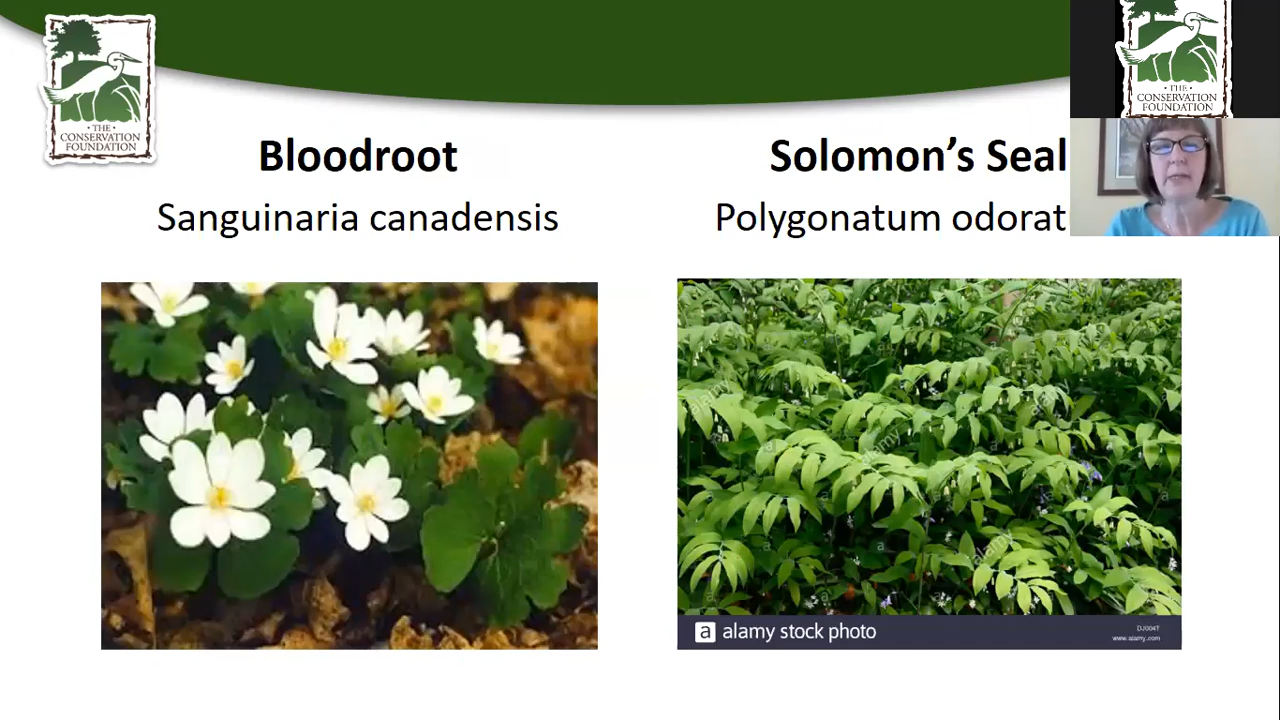 · THE ·
CONSERVATION
FOUNDATION
· THE ·
CONSERVATION
FOUNDATION
Bloodroot
Solomon's Seal
Sanguinaria canadensis
Polygonatum odorat
a alamy stock photo
www.alamy.com